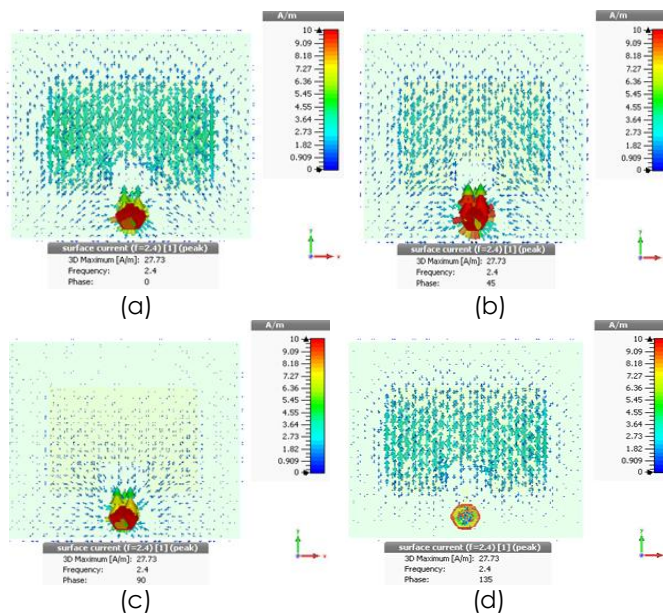 A/m
10
9.09
8.18
7.27
6.36
5.45
4.55
3.64
2.73
1.82
0.909
0
y
x
surface current (f=2.4) [1] (peak)
3D Maximum [A/m]: 27.73
Frequency: 2.4
Phase: 0
(a)
A/m
10
9.09
8.18
7.27
6.36
5.45
4.55
3.64
2.73
1.82
0.909
0
surface current (f=2.4) [1] (peak)
3D Maximum [A/m]: 27.73
Frequency: 2.4
Phase: 45
(b)
A/m
10
9.09
8.18
7.27
6.36
5.45
4.55
3.64
2.73
1.82
0.909
0
surface current (f=2.4) [1] (peak)
3D Maximum [A/m]: 27.73
Frequency: 2.4
Phase: 90
(c)
A/m
10
9.09
8.18
7.27
6.36
5.45
4.55
3.64
2.73
1.82
0.909
0
surface current (f=2.4) [1] (peak)
3D Maximum [A/m]: 27.73
Frequency: 2.4
Phase: 135
(d)